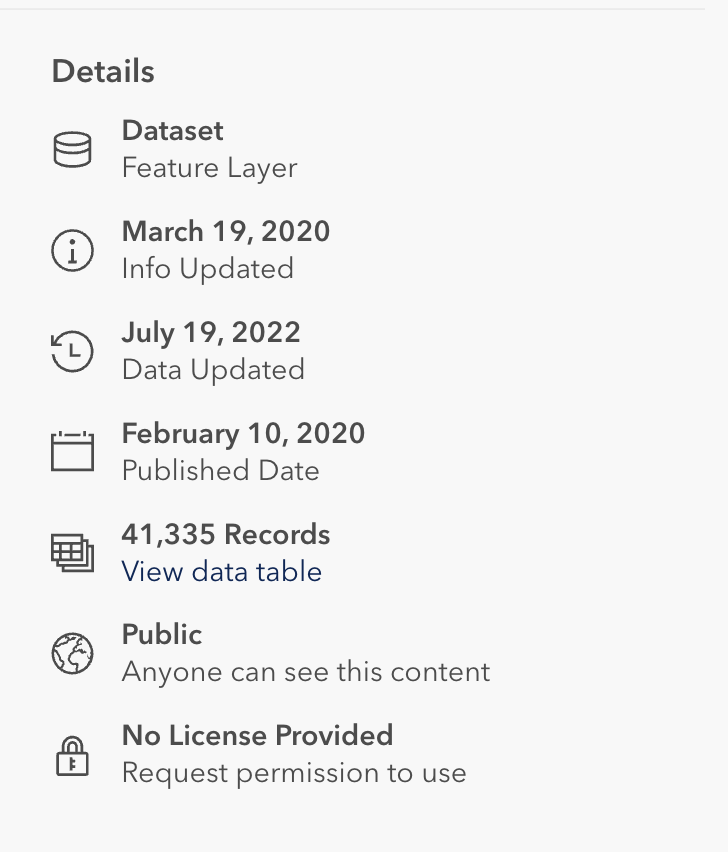 Details
Dataset
Feature Layer
March 19, 2020
Info Updated
July 19, 2022
Data Updated
February 10, 2020
Published Date
41,335 Records
View data table
Public
Anyone can see this content
No License Provided
Request permission to use